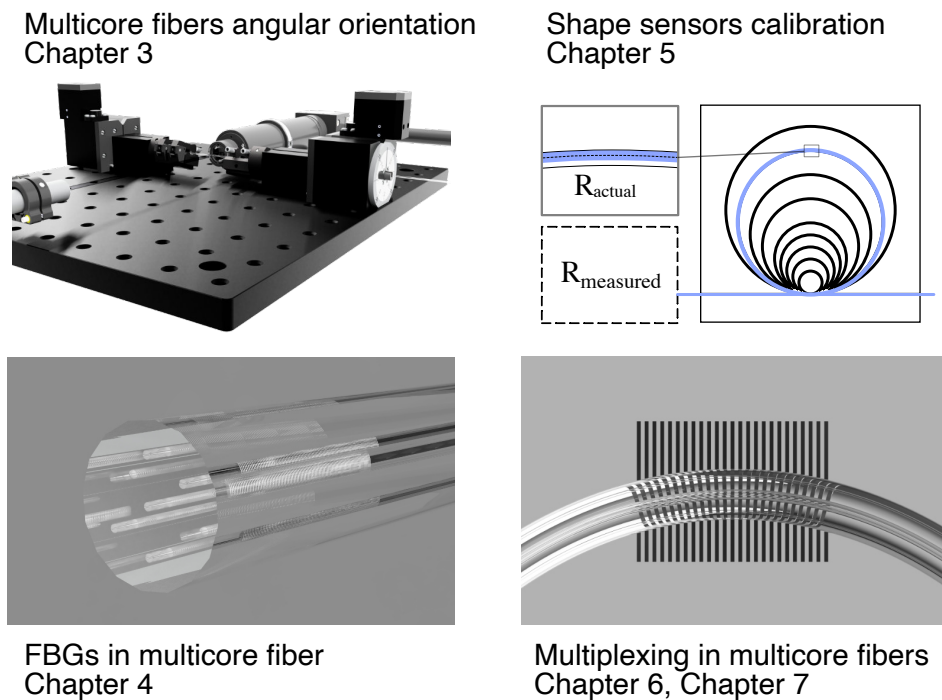 Multicore fibers angular orientation
Chapter 3
Shape sensors calibration
Chapter 5
Ractual
Rmeasured
FBGs in multicore fiber
Chapter 4
Multiplexing in multicore fibers
Chapter 6, Chapter 7